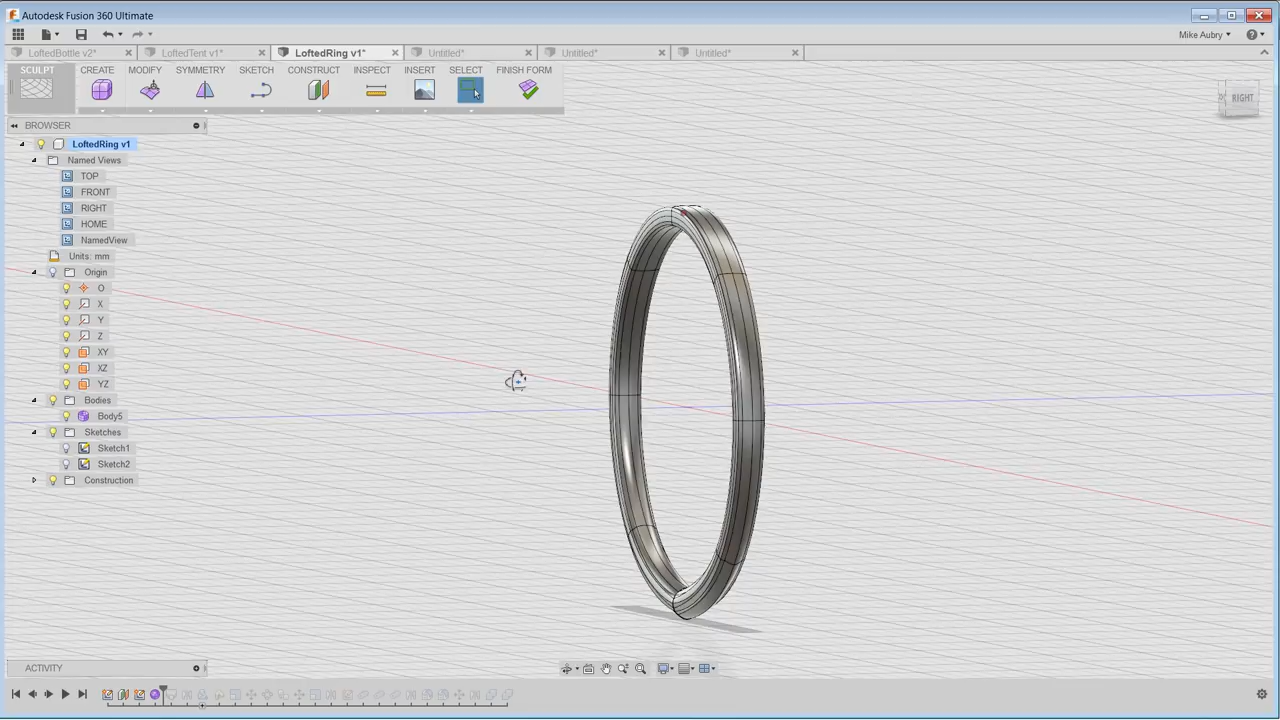 Autodesk Fusion 360 Ultimate
Mike Aubry
LoftedBottle v2*
LoftedTent v1*
LoftedRing v1*
Untitled*
Untitled*
Untitled*
SCULPT
CREATE
MODIFY
SYMMETRY
SKETCH
CONSTRUCT
INSPECT
INSERT
SELECT
FINISH FORM
RIGHT
BROWSER
LoftedRing v1
Named Views
TOP
FRONT
RIGHT
HOME
NamedView
Units: mm
Origin
O
X
Y
Z
XY
XZ
YZ
Bodies
Body5
Sketches
Sketch1
Sketch2
Construction
ACTIVITY